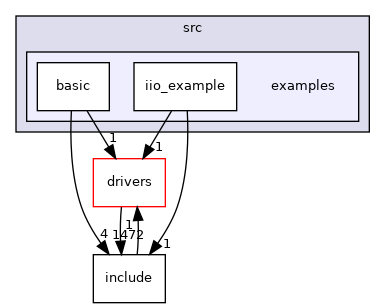 src
basic
iio_example
examples
1
1
drivers
1
1472
4
1
include